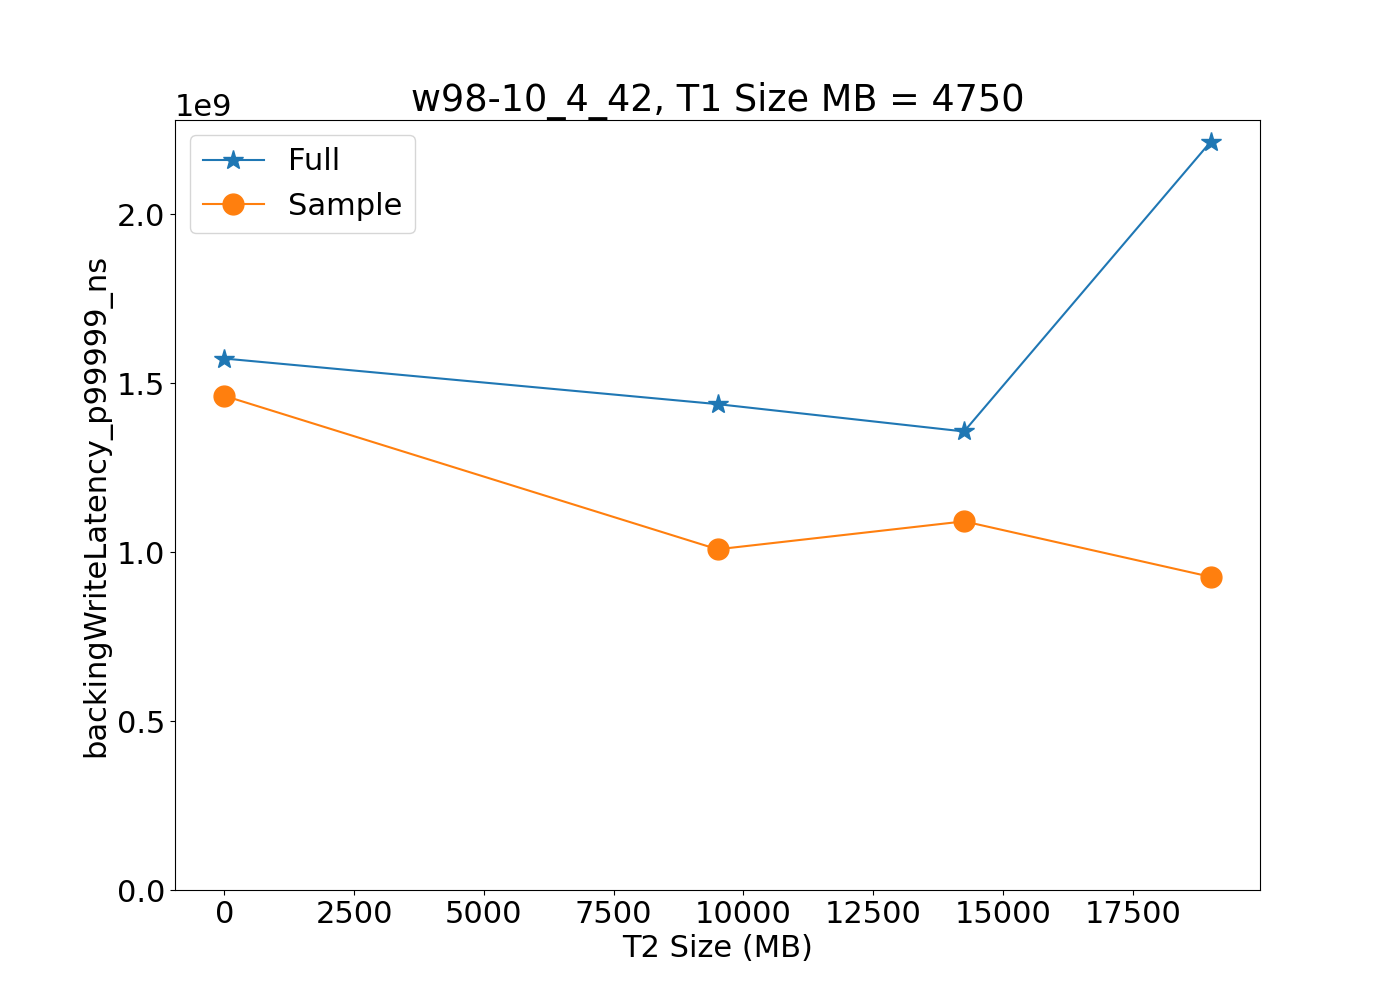 w98-10_4_42, T1 Size MB = 4750
1e9
Full
Sample
2.0
1.5
1.0
0.5
0.0
backingWriteLatency_p99999_ns
0 2500 5000 7500 10000 12500 15000 17500
T2 Size (MB)